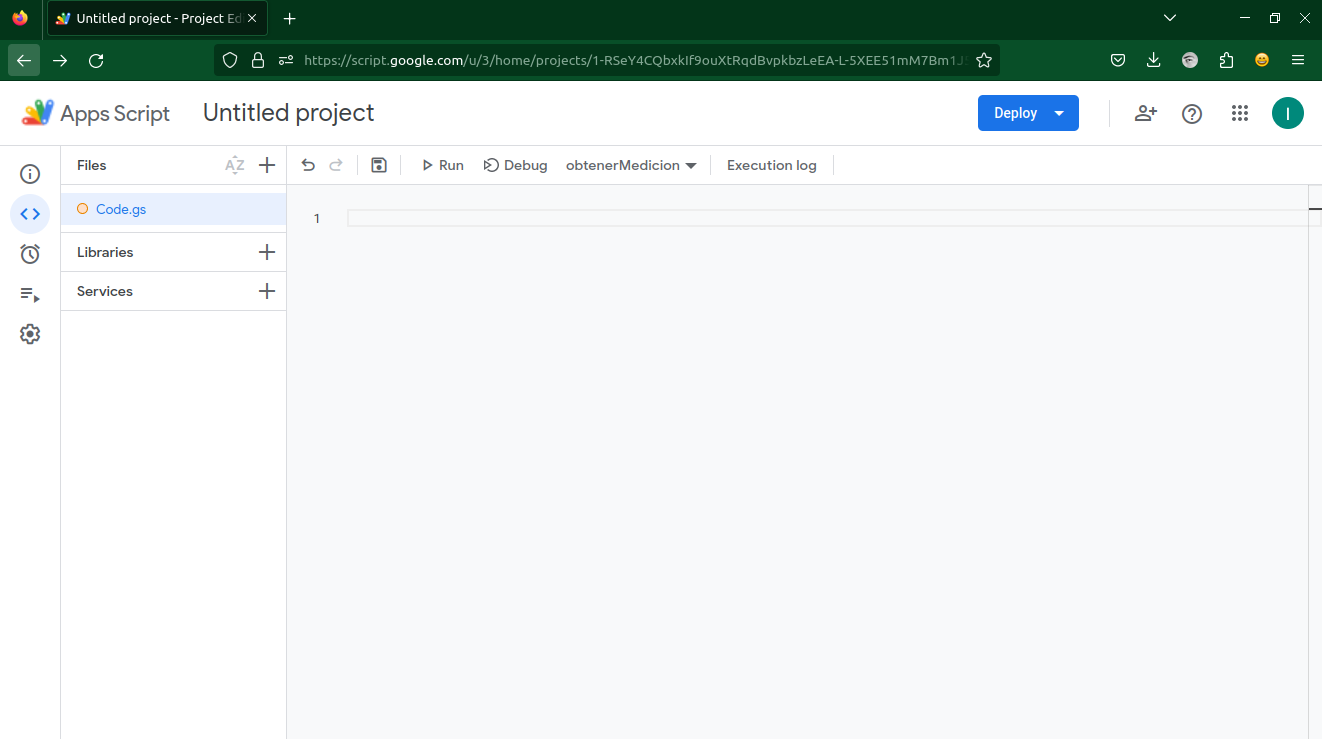 Untitled project - Project Ed
https://script.google.com/u/3/home/projects/1-RSeY4CQbxkIf9ouXtRqdBvpkbzLeEA-L-5XEE51mM7Bm1J
Apps Script
Untitled project
Deploy
I
Files
AZ
Run
Debug
obtenerMedicion
Execution log
Code.gs
1
Libraries
Services